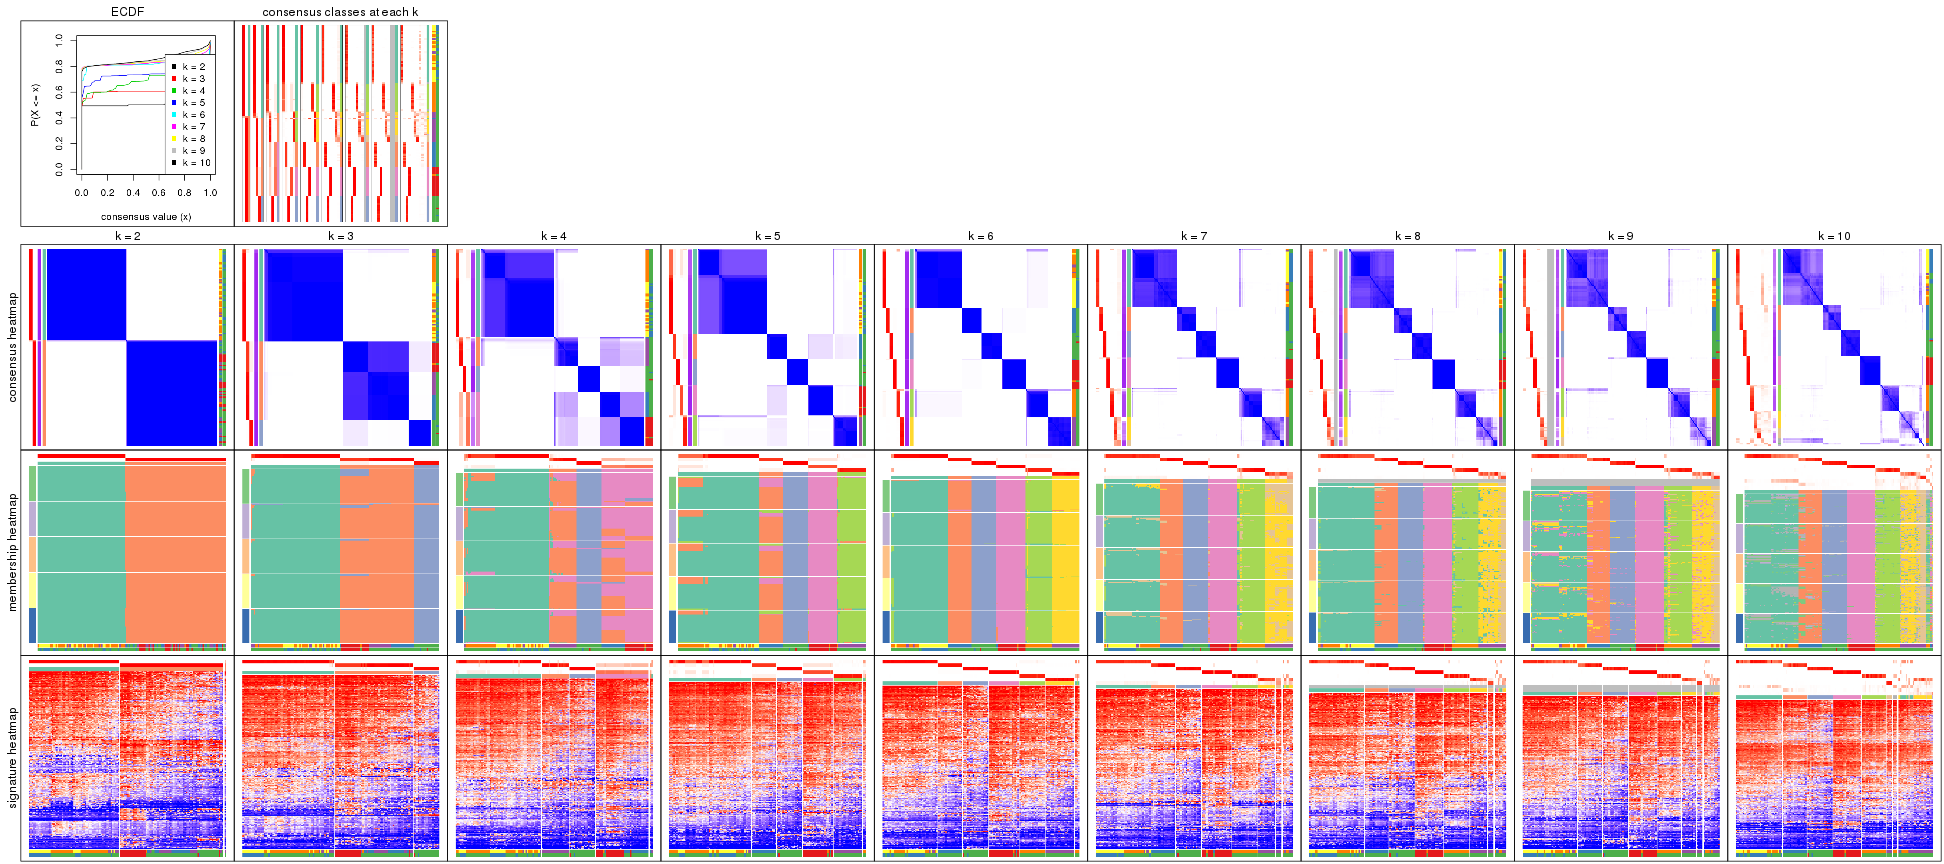 ECDF
consensus classes at each k
P(X <= x)
0.0
0.2
0.4
0.6
0.8
1.0
k = 2
k = 3
k = 4
k = 5
k = 6
k = 7
k = 8
k = 9
k = 10
0.0 0.2 0.4 0.6 0.8 1.0
consensus value (x)
k = 2 k = 3 k = 4 k = 5 k = 6 k = 7 k = 8 k = 9 k = 10
consensus heatmap
membership heatmap
signature heatmap